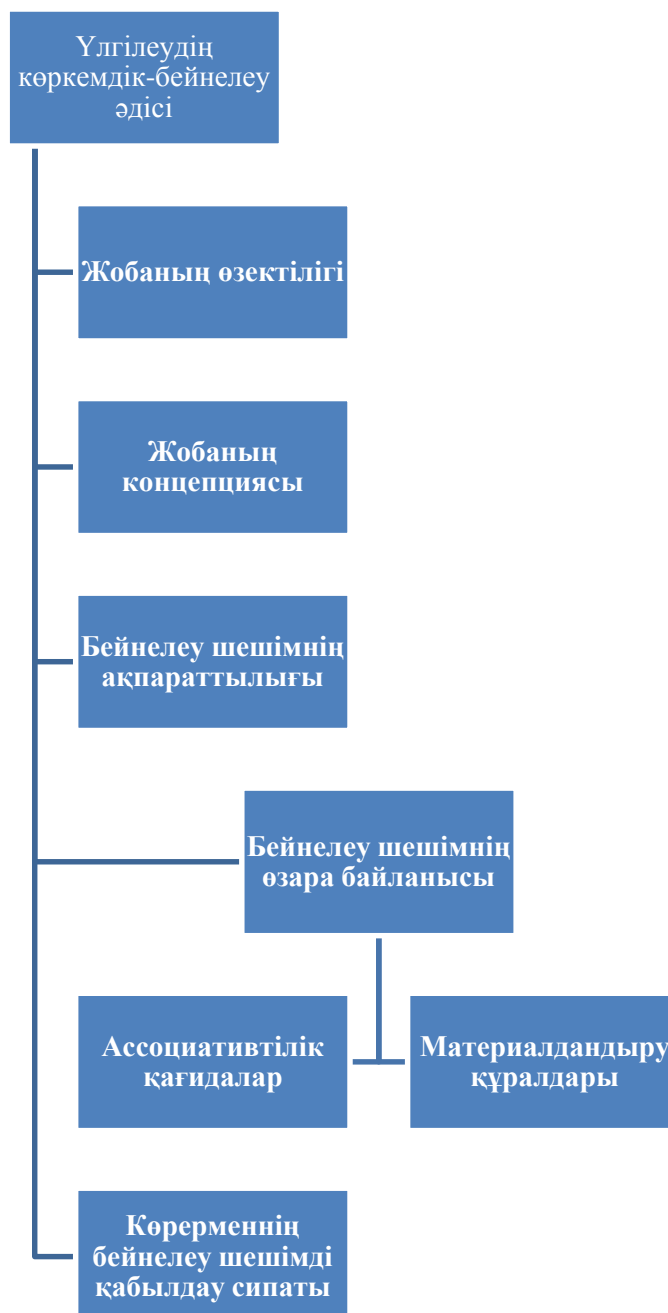 Үлгілеудің
көркемдік-бейнелеу
әдісі
Жобаның өзектілігі
Жобаның
концепциясы
Бейнелеу шешімнің
ақпараттылығы
Бейнелеу шешімнің
өзара байланысы
Ассоциативтілік
қағидалар
Материалдандыру
құралдары
Көрерменнің
бейнелеу шешімді
қабылдау сипаты